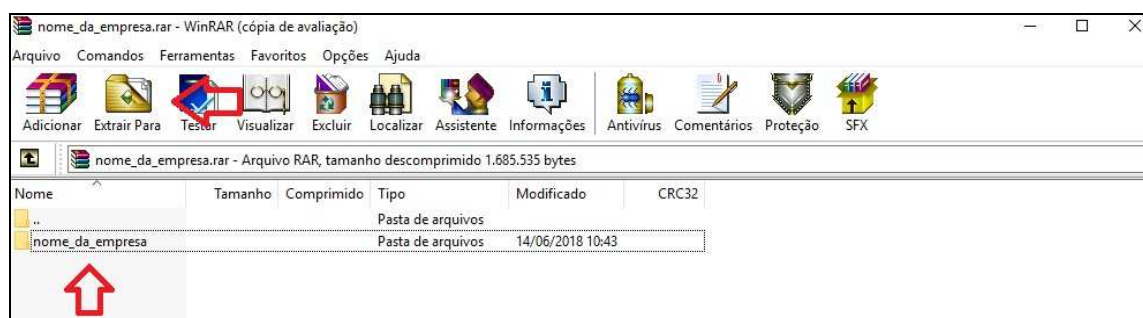 nome_da_empresa.rar - WinRAR (cópia de avaliação)
Arquivo Comandos Ferramentas Favoritos Opções Ajuda
Adicionar Extrair Para Testar Visualizar Excluir Localizar Assistente Informações Antivírus Comentários Proteção SFX
nome_da_empresa.rar - Arquivo RAR, tamanho descomprimido 1.685.535 bytes
Nome Tamanho Comprimido Tipo Modificado CRC32
.. Pasta de arquivos
nome_da_empresa Pasta de arquivos 14/06/2018 10:43